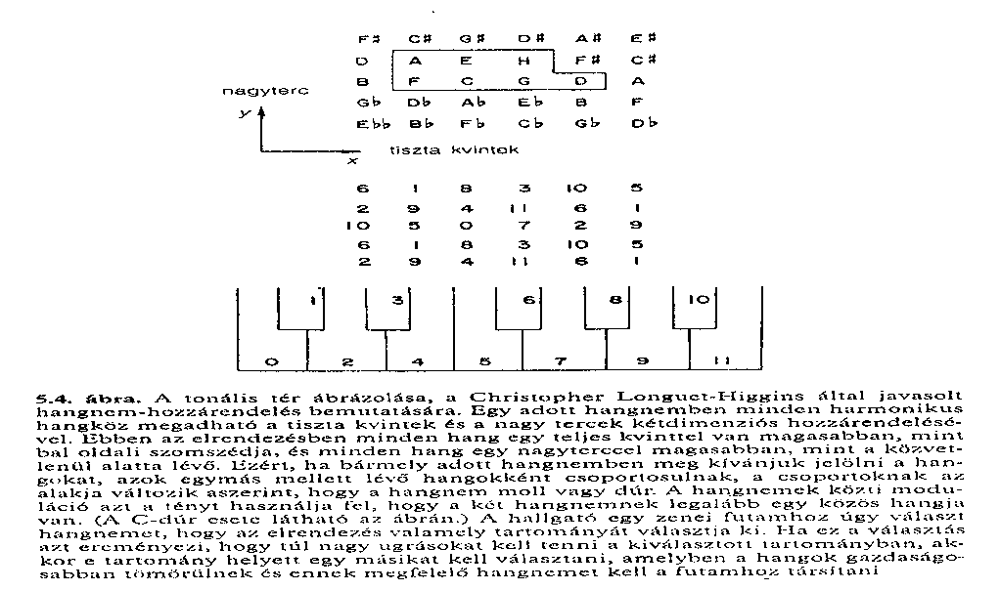 F# C# G# D# A# E#
D A E H F# C#
B F C G D A
nagyterc
G♭ D♭ A♭ E♭ B F
y
E♭♭ B♭ F♭ C♭ G♭ D♭
x tiszta kvintek
6 1 8 3 10 5
2 9 4 11 6 1
10 5 0 7 2 9
6 1 8 3 10 5
2 9 4 11 6 1
1 3 6 8 10
0 2 4 5 7 9 11
5.4. ábra. A tonális tér ábrázolása, a Christopher Longuet-Higgins által javasolt
hangnem-hozzárendelés bemutatására. Egy adott hangnemben minden harmonikus
hangköz megadható a tiszta kvintek és a nagy tercek kétdimenziós hozzárendelésé-
vel. Ebben az elrendezésben minden hang egy teljes kvinttel van magasabban, mint
bal oldali szomszédja, és minden hang egy nagyterccel magasabban, mint a közvet-
lenül alatta lévő. Ezért, ha bármely adott hangnemben meg kívánjuk jelölni a han-
gokat, azok egymás mellett lévő hangokként csoportosulnak, a csoportoknak az
alakja változik aszerint, hogy a hangnem moll vagy dúr. A hangnemek közti modu-
láció azt a tényt használja fel, hogy a két hangnemnek legalább egy közös hangja
van. (A C-dúr esete látható az ábrán.) A hallgató egy zenei futamhoz úgy választ
hangnemet, hogy az elrendezés valamely tartományát választja ki. Ha ez a választás
azt eredményezi, hogy túl nagy ugrásokat kell tenni a kiválasztott tartományban, ak-
kor e tartomány helyett egy másikat kell választani, amelyben a hangok gazdaságo-
sabban tömörülnek és ennek megfelelő hangnemet kell a futamhoz társítani